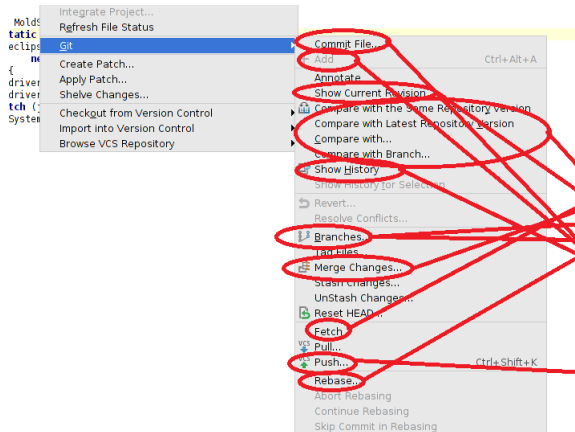 Integrate Project...
MoldS
Refresh File Status
tatic
eclips
Git
ne
Create Patch...
{
driver
Apply Patch...
driver
Shelve Changes...
tch (
Checkout from Version Control
System
Import into Version Control
Browse VCS Repository
Commit File...
Add Ctrl+Alt+A
Annotate
Show Current Revision
Compare with the Same Repository Version
Compare with Latest Repository Version
Compare with...
Compare with Branch...
Show History
Show History for Selection
Revert...
Resolve Conflicts...
Branches...
Tag Files...
Merge Changes...
Stash Changes...
UnStash Changes...
Reset HEAD...
Fetch
VCS Pull...
VCS Push... Ctrl+Shift+K
Rebase...
Abort Rebasing
Continue Rebasing
Skip Commit in Rebasing